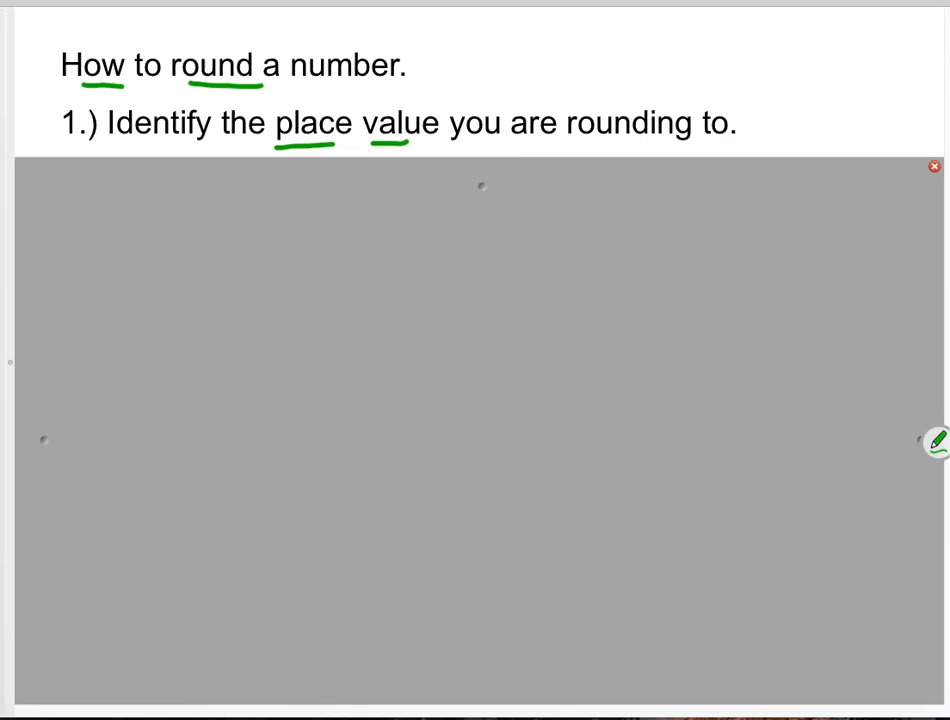 How to round a number.
1.) Identify the place value you are rounding to.